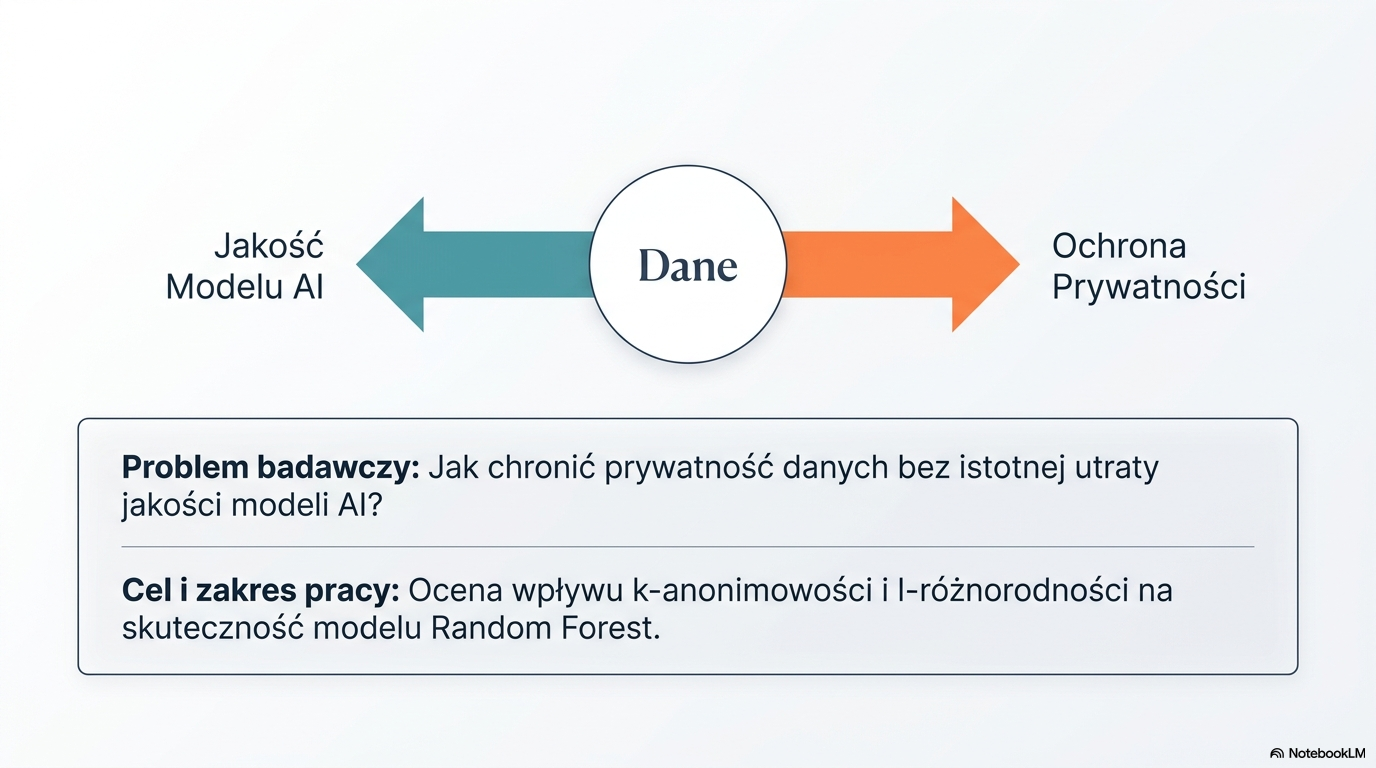 Jakość
Modelu AI
Dane
Ochrona
Prywatności
Problem badawczy: Jak chronić prywatność danych bez istotnej utraty
jakości modeli AI?
Cel i zakres pracy: Ocena wpływu k-anonimowości i l-różnorodności na
skuteczność modelu Random Forest.
NotebookLM